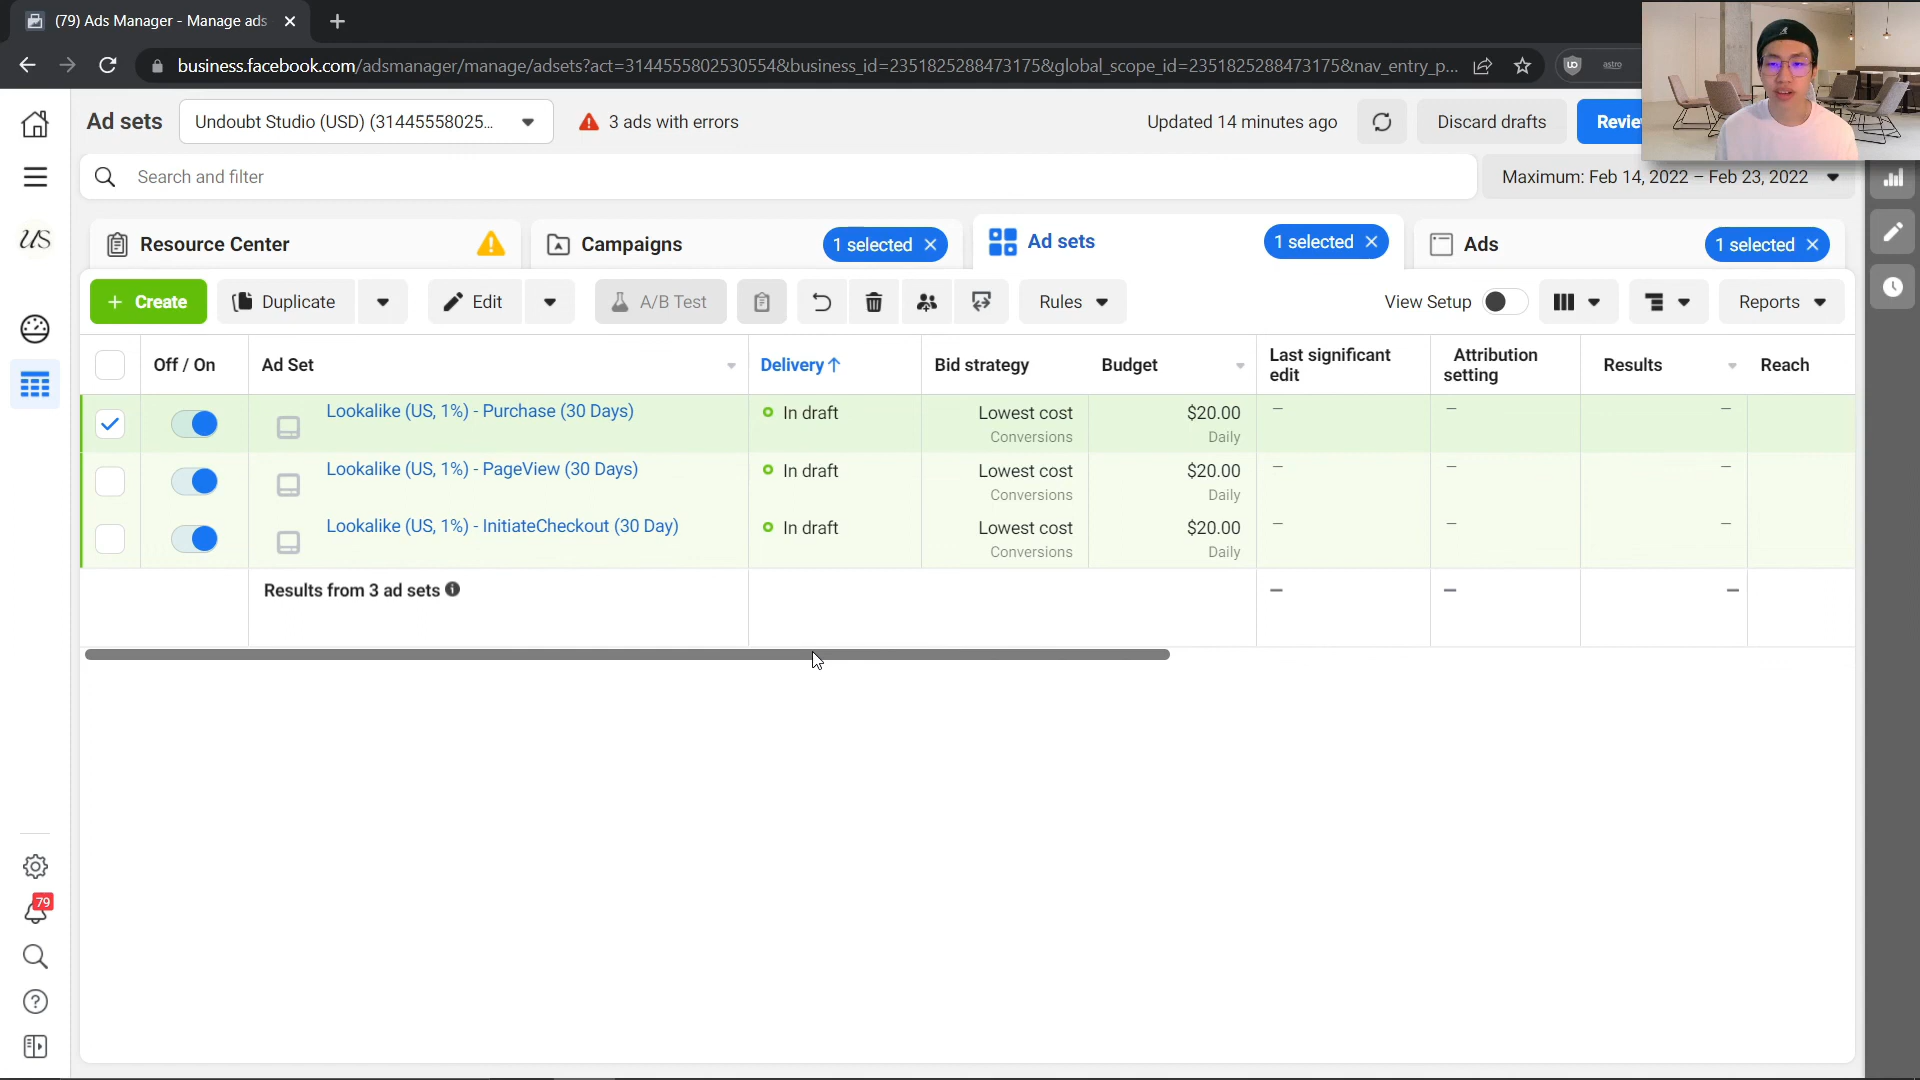 (79) Ads Manager - Manage ads
business.facebook.com/adsmanager/manage/adsets?act=314455580253055​4&business_id=2351825288473175&global_scope_id=2351825288473175&nav_entry_p...
astro
Ad sets
Undoubt Studio (USD) (31445558025...
3 ads with errors
Updated 14 minutes ago
Discard drafts
Revie
Search and filter
Maximum: Feb 14, 2022 – Feb 23, 2022
US
Resource Center
Campaigns
1 selected
Ad sets
1 selected
Ads
1 selected
+ Create
Duplicate
Edit
A/B Test
Rules
View Setup
Reports
Off / On
Ad Set
Delivery↑
Bid strategy
Budget
Last significant edit
Attribution setting
Results
Reach
Lookalike (US, 1%) - Purchase (30 Days)
In draft
Lowest cost
Conversions
$20.00
Daily
–
–
–
Lookalike (US, 1%) - PageView (30 Days)
In draft
Lowest cost
Conversions
$20.00
Daily
–
–
–
Lookalike (US, 1%) - InitiateCheckout (30 Day)
In draft
Lowest cost
Conversions
$20.00
Daily
–
–
–
Results from 3 ad sets
–
–
–
79